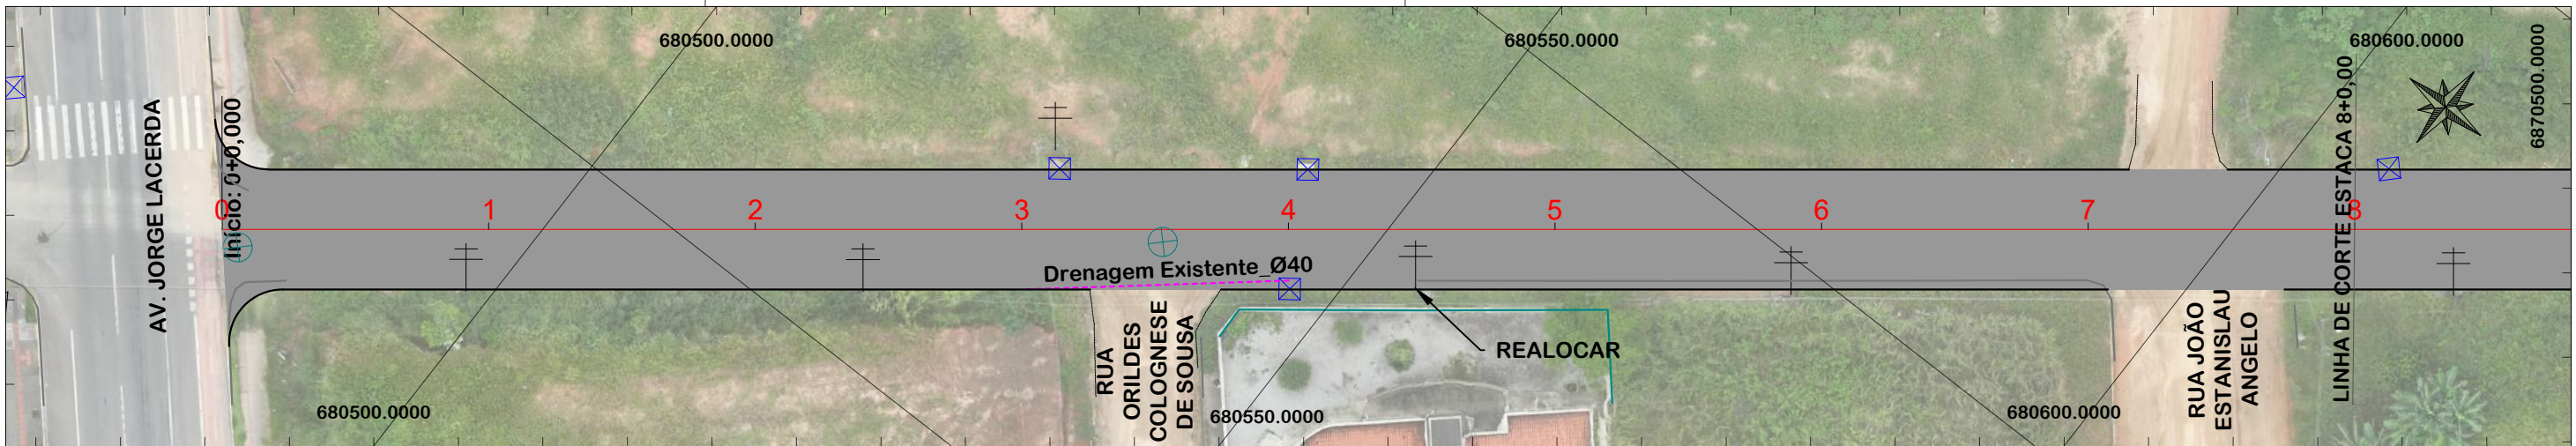 680500.0000
680550.0000
680600.0000
6870500.0000
AV. JORGE LACERDA
Início: 0+0,000
LINHA DE CORTE ESTACA 8+0,00
0
1
2
3
4
5
6
7
8
Drenagem Existente_Ø40
RUA
ORILDES
COLOGNESE
DE SOUSA
REALOCAR
RUA JOÃO
ESTANISLAU
ANGELO
680500.0000
680550.0000
680600.0000